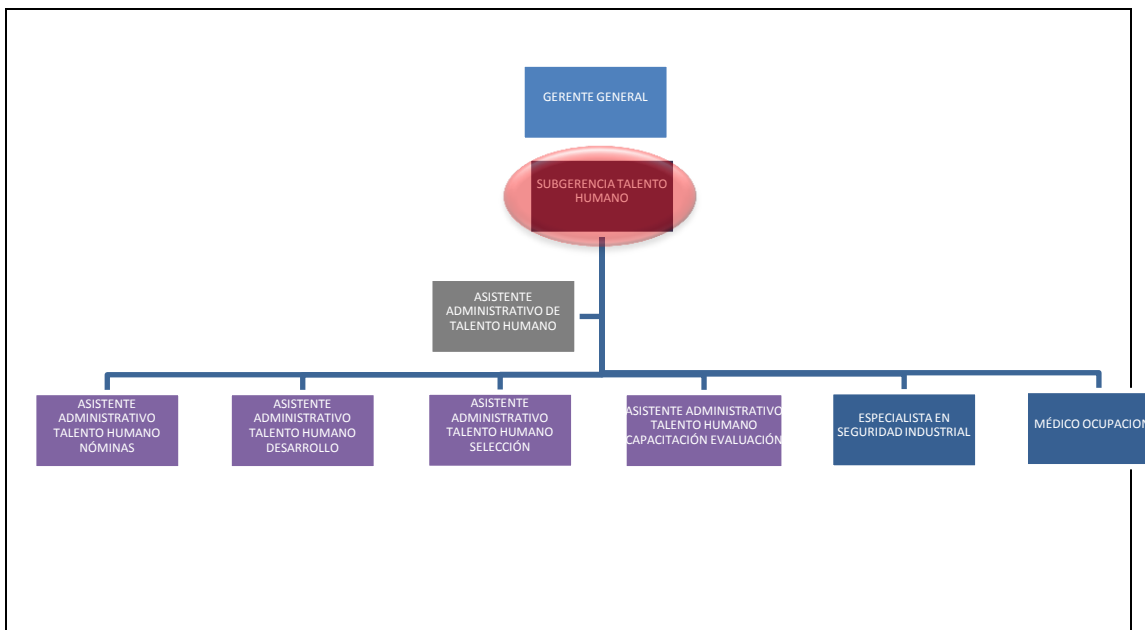 GERENTE GENERAL
SUBGERENCIA TALENTO
HUMANO
ASISTENTE
ADMINISTRATIVO DE
TALENTO HUMANO
ASISTENTE
ADMINISTRATIVO
TALENTO HUMANO
NÓMINAS
ASISTENTE
ADMINISTRATIVO
TALENTO HUMANO
DESARROLLO
ASISTENTE
ADMINISTRATIVO
TALENTO HUMANO
SELECCIÓN
ASISTENTE ADMINISTRATIVO
TALENTO HUMANO
CAPACITACIÓN EVALUACIÓN
ESPECIALISTA EN
SEGURIDAD INDUSTRIAL
MÉDICO OCUPACION